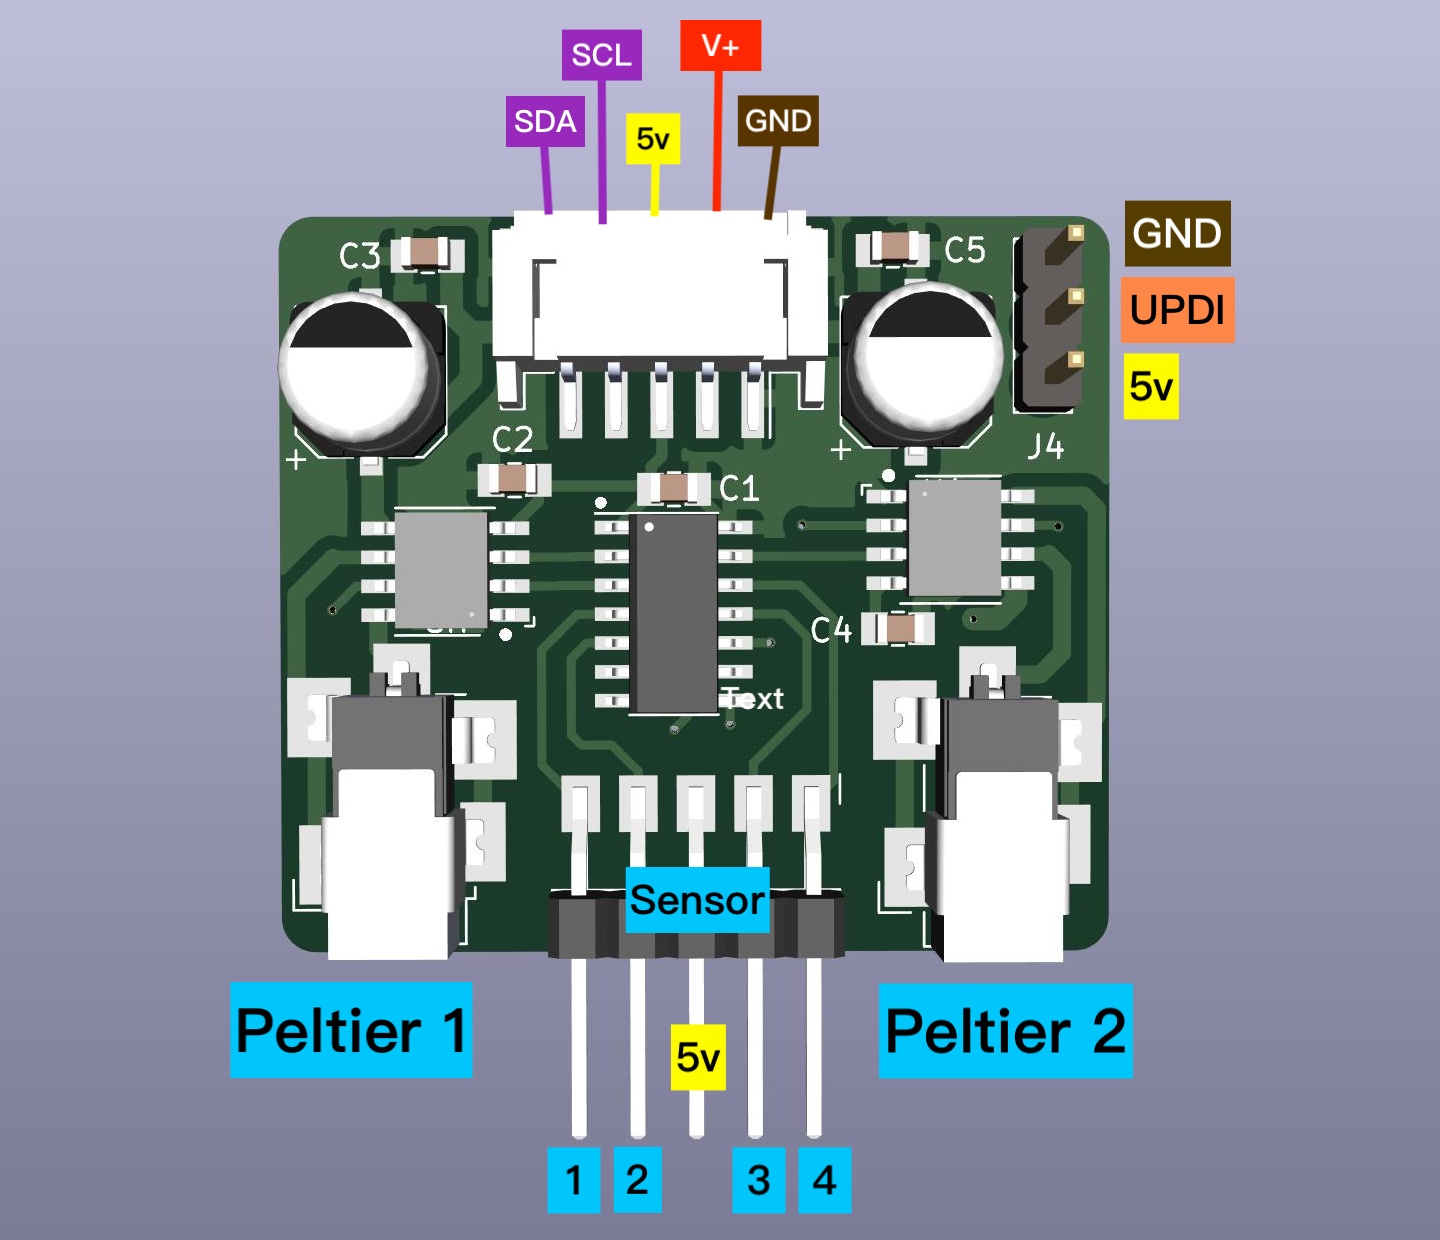 V+
SCL
SDA
5v
GND
GND
UPDI
5v
C3
C5
+
+
J4
C2
C1
C4
Text
Sensor
Peltier 1
Peltier 2
5v
1
2
3
4